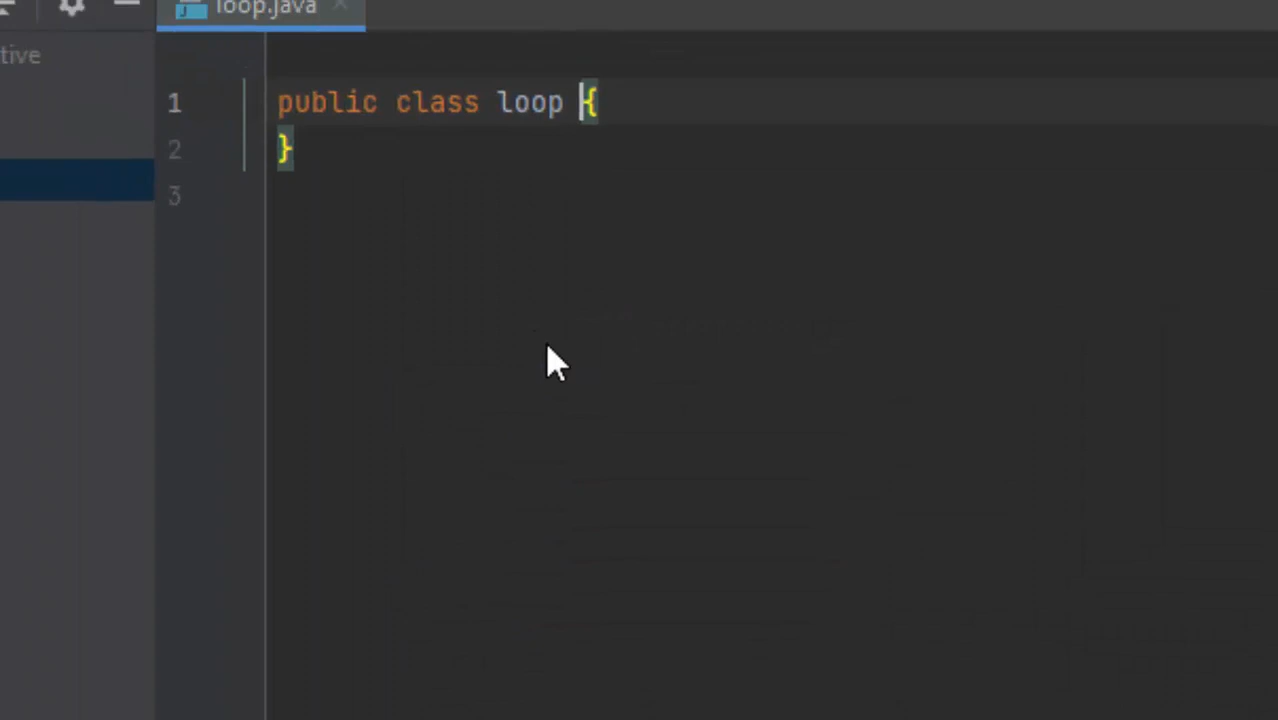 loop.java
tive
1 public class loop {
2 }
3